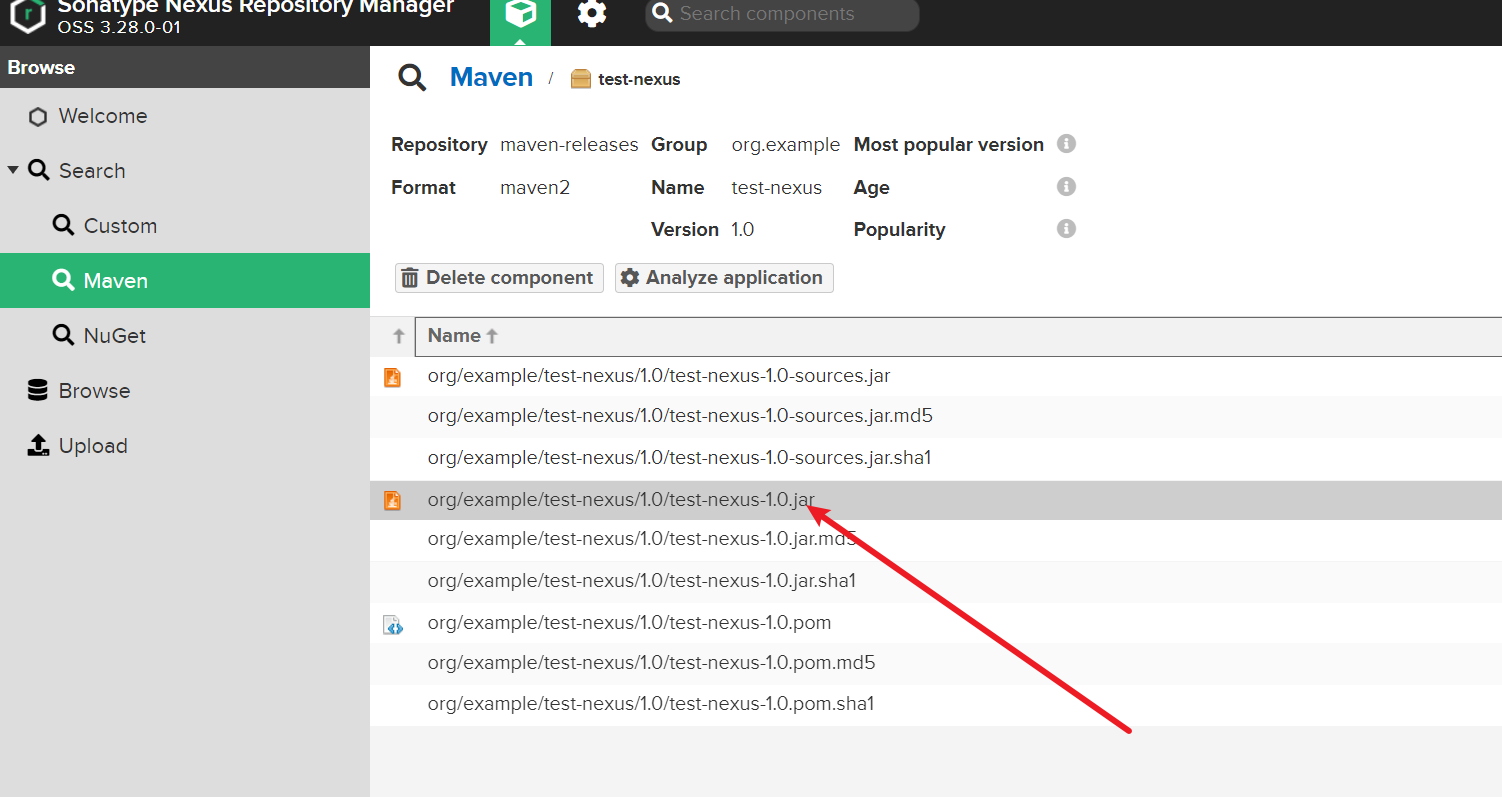 Sonatype Nexus Repository Manager
OSS 3.28.0-01
Search components
Browse
Welcome
Search
Custom
Maven
NuGet
Browse
Upload
Maven / test-nexus
Repository maven-releases Group org.example Most popular version
Format maven2 Name test-nexus Age
Version 1.0 Popularity
Delete component Analyze application
Name
org/example/test-nexus/1.0/test-nexus-1.0-sources.jar
org/example/test-nexus/1.0/test-nexus-1.0-sources.jar.md5
org/example/test-nexus/1.0/test-nexus-1.0-sources.jar.sha1
org/example/test-nexus/1.0/test-nexus-1.0.jar
org/example/test-nexus/1.0/test-nexus-1.0.jar.md5
org/example/test-nexus/1.0/test-nexus-1.0.jar.sha1
org/example/test-nexus/1.0/test-nexus-1.0.pom
org/example/test-nexus/1.0/test-nexus-1.0.pom.md5
org/example/test-nexus/1.0/test-nexus-1.0.pom.sha1